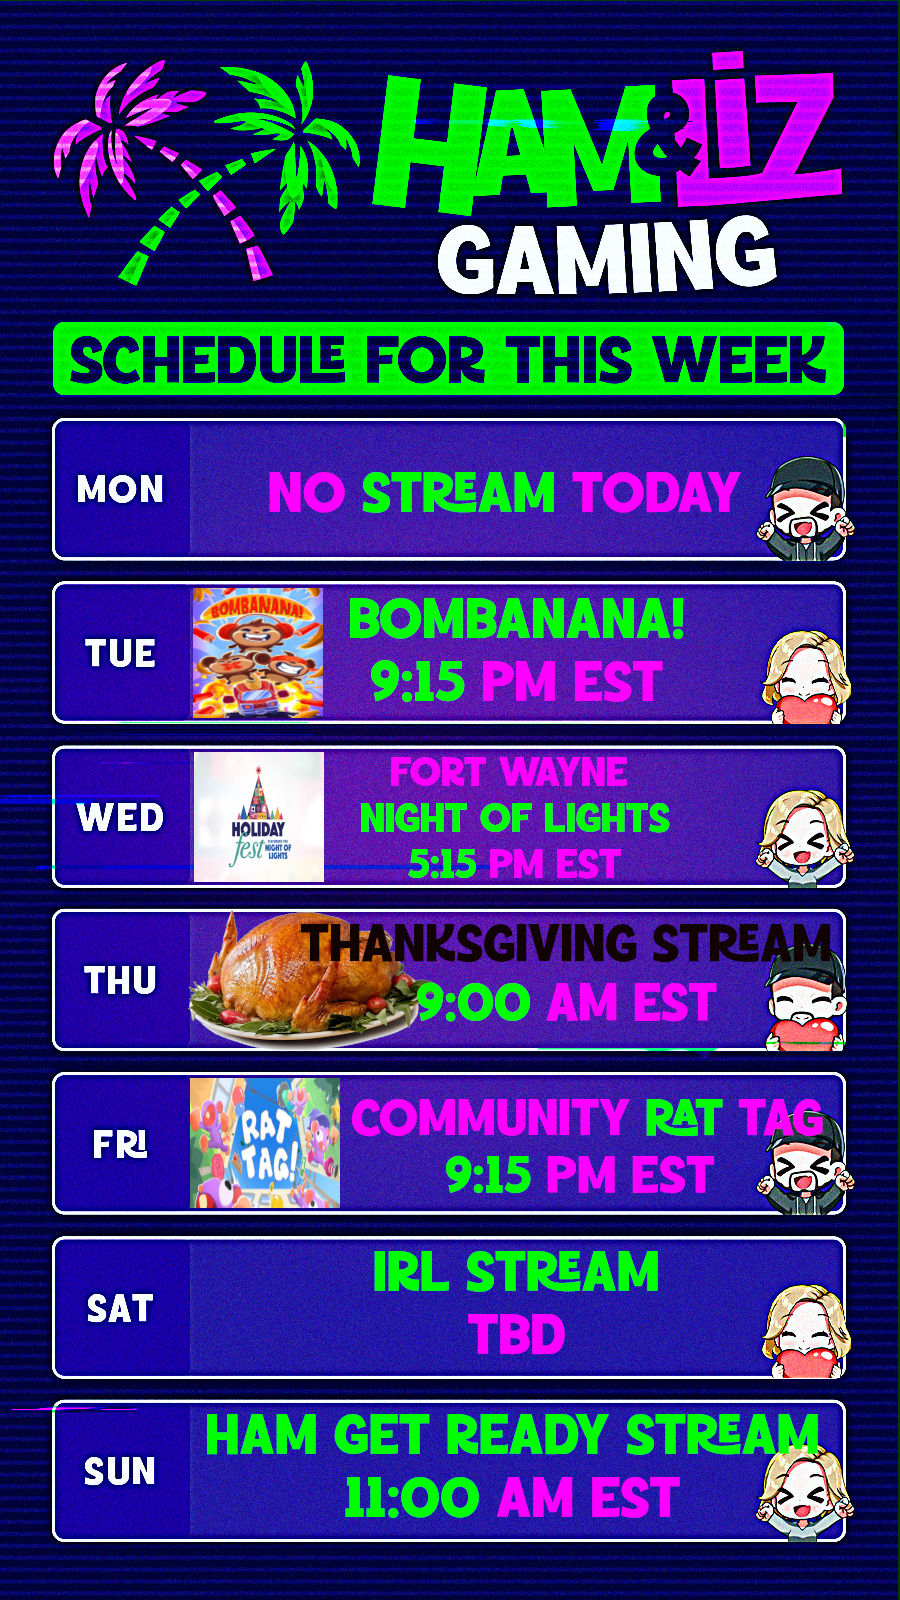 HAM & LIZ
GAMING
SCHEDULE FOR THIS WEEK
MON
NO STREAM TODAY
TUE
BOMBANANA!
BOMBANANA!
9:15 PM EST
WED
HOLIDAY
fest FEATURING THE NIGHT OF LIGHTS
FORT WAYNE
NIGHT OF LIGHTS
5:15 PM EST
THU
THANKSGIVING STREAM
9:00 AM EST
FRI
RAT
TAG!
COMMUNITY RAT TAG
9:15 PM EST
SAT
IRL STREAM
TBD
SUN
HAM GET READY STREAM
11:00 AM EST